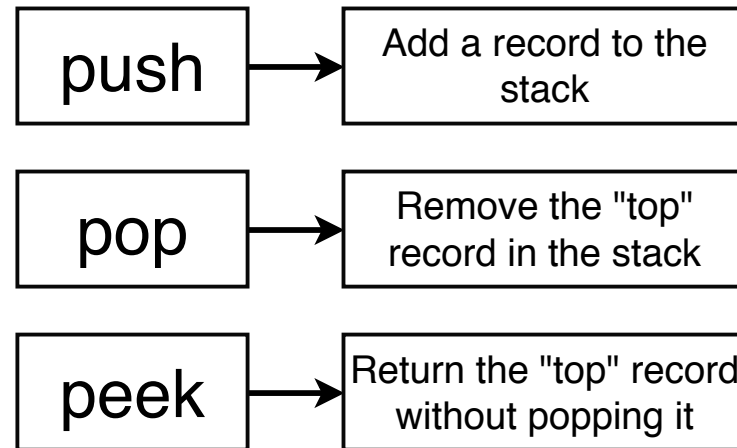 push
Add a record to the
stack
pop
Remove the "top"
record in the stack
peek
Return the "top" record
without popping it